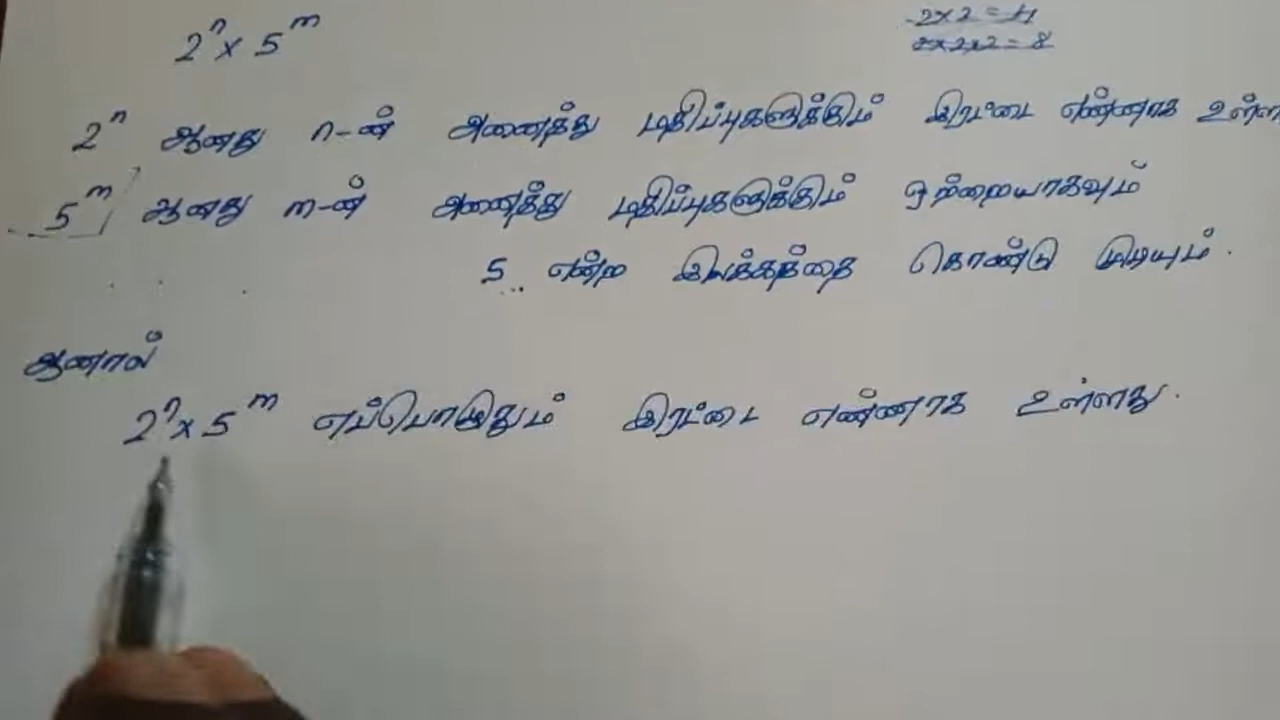 2ⁿ x 5ᵐ
2x2 = 4
2x2x2 = 8
2ⁿ ஆனது n-ன் அனைத்து மதிப்புகளுக்கும் இரட்டை எண்ணாக உள்ள
5ᵐ ஆனது m-ன் அனைத்து மதிப்புகளுக்கும் ஒற்றையாகவும்
5 என்ற இலக்கத்தை கொண்டு முடியும்.
ஆனால்
2ⁿ x 5ᵐ எப்பொழுதும் இரட்டை எண்ணாக உள்ளது.